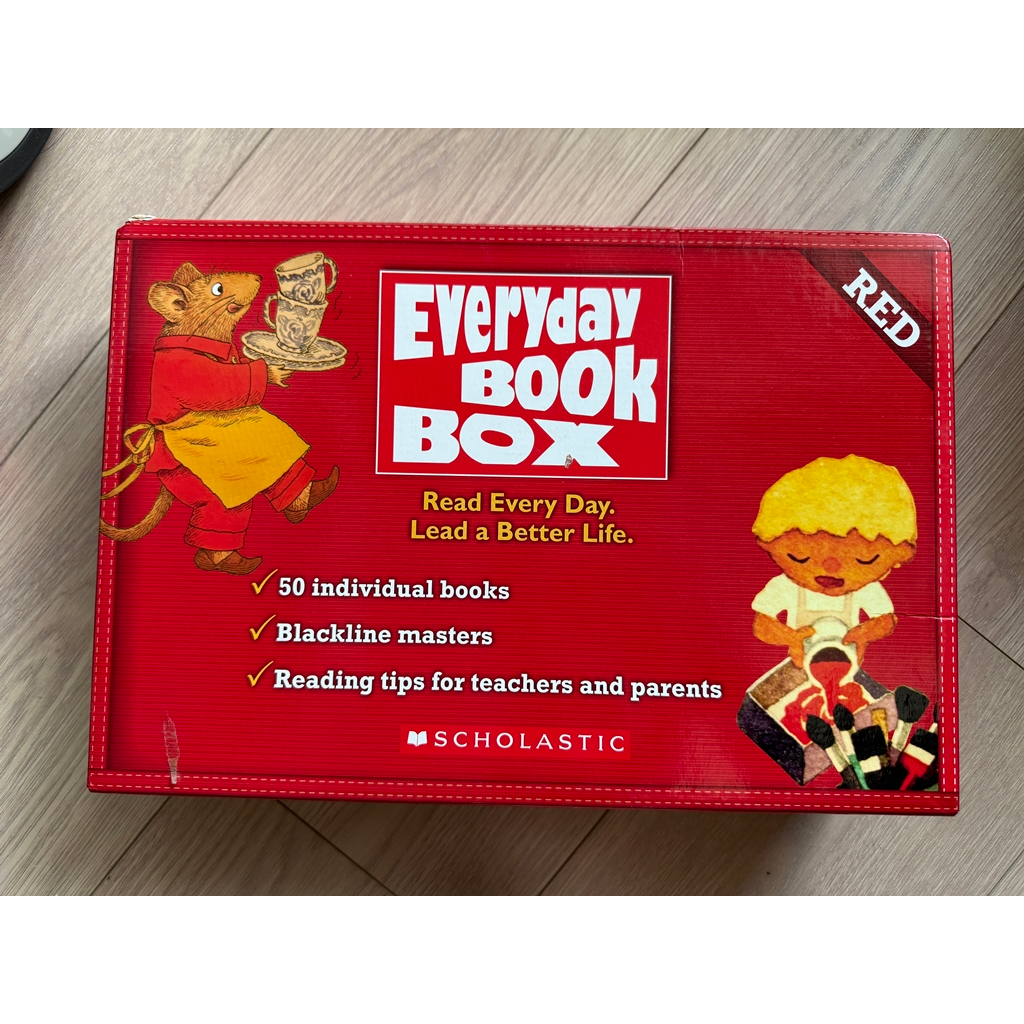 RED
Everyday
BOOK
BOX
Read Every Day.
Lead a Better Life.
50 individual books
Blackline masters
Reading tips for teachers and parents
SCHOLASTIC